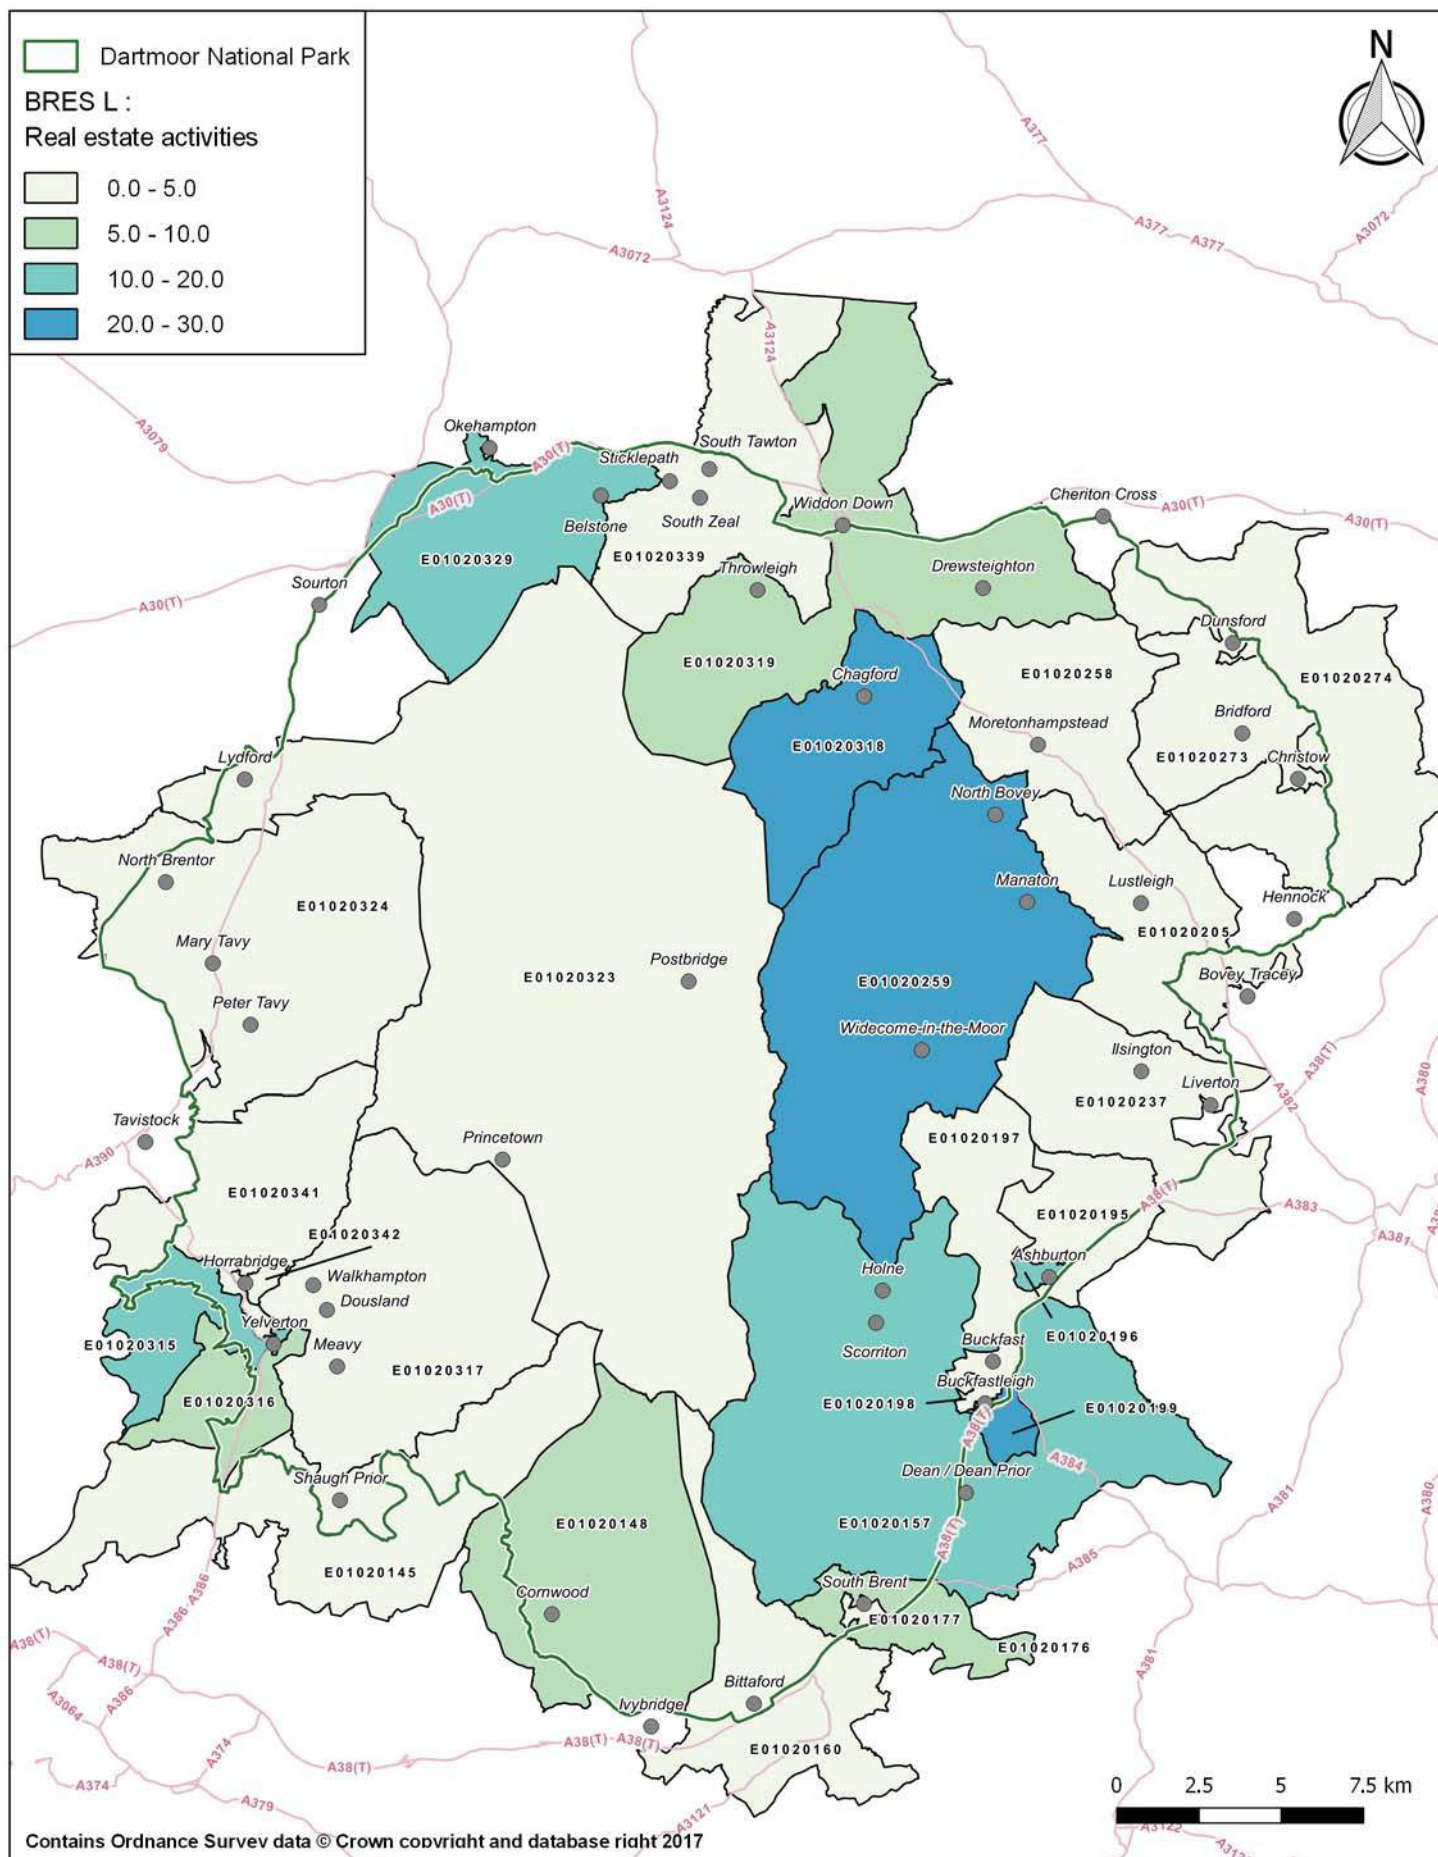 Dartmoor National Park
BRES L :
Real estate activities
0.0 - 5.0
5.0 - 10.0
10.0 - 20.0
20.0 - 30.0
N
A377
A3124
A3072
A377
A377
A3072
A3124
A3079
Okehampton
A30(T)
Sticklepath
South Tawton
A30(T)
Belstone
South Zeal
Widdon Down
Cheriton Cross
A30(T)
A30(T)
E01020329
E01020339
Throwleigh
Drewsteighton
Sourton
A30(T)
Dunsford
E01020319
Chagford
E01020258
E01020274
Moretonhampstead
Bridford
E01020318
E01020273
Christow
Lydford
North Bovey
North Brentor
Manaton
Lustleigh
E01020324
Hennock
E01020205
Mary Tavy
Postbridge
E01020323
E01020259
Bovey Tracey
Peter Tavy
Widecome-in-the-Moor
Ilsington
A38(T)
A380
Liverton
A382
E01020237
Tavistock
Princetown
E01020197
A390
E01020341
A38(T)
A383
E01020195
A381
E01020342
Horrabridge
Ashburton
Walkhampton
Holne
Dousland
Yelverton
E01020196
E01020315
Meavy
Scorriton
Buckfast
E01020317
Buckfastleigh
E01020316
E01020198
E01020199
A38(T)
A384
Shaugh Prior
Dean / Dean Prior
A381
A380
E01020148
E01020157
A38(T)
E01020145
A385
A386
Cornwood
South Brent
E01020177
E01020176
A38(T)
A38(T)
A386
A3064
Bittaford
A381
Ivybridge
A374
A38(T)
A38(T)
A38(T)
E01020160
A374
A379
A3121
0 2.5 5 7.5 km
A3122
Contains Ordnance Survey data © Crown copyright and database right 2017